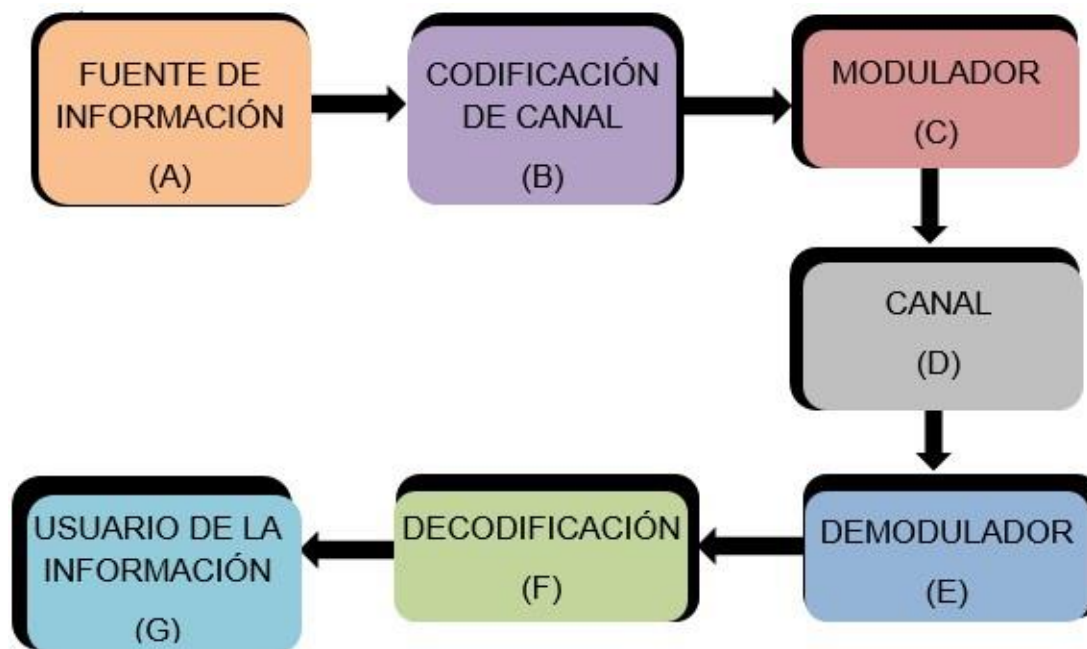 FUENTE DE
INFORMACIÓN
(A)
CODIFICACIÓN
DE CANAL
(B)
MODULADOR
(C)
CANAL
(D)
DEMODULADOR
(E)
DECODIFICACIÓN
(F)
USUARIO DE LA
INFORMACIÓN
(G)